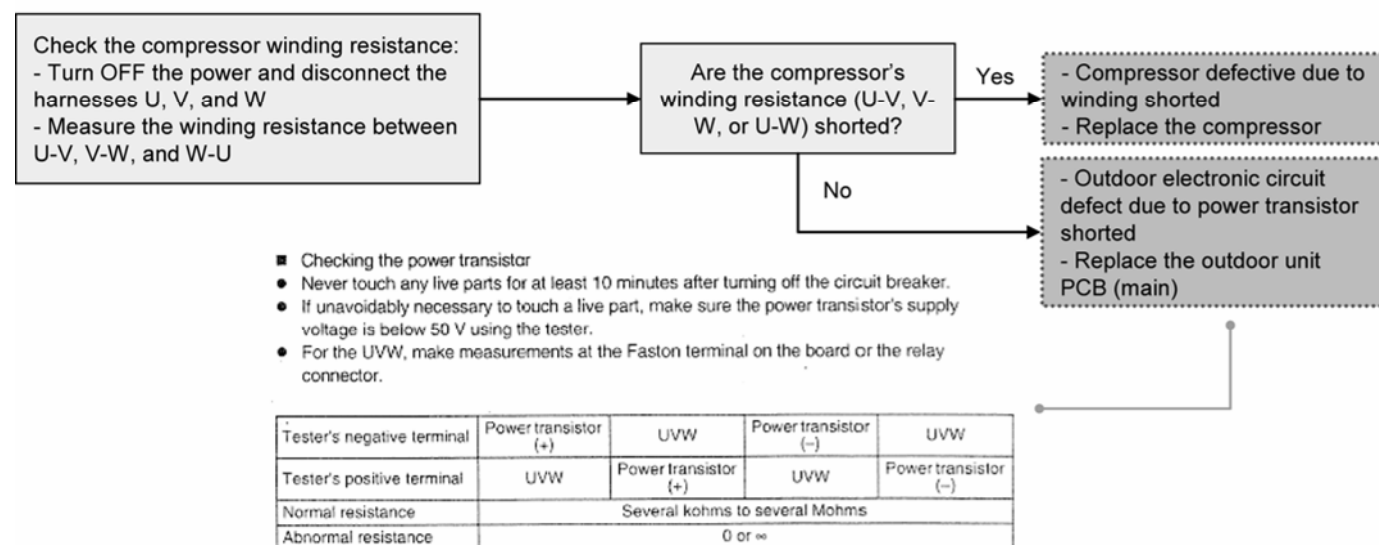 Check the compressor winding resistance:
- Turn OFF the power and disconnect the
harnesses U, V, and W
- Measure the winding resistance between
U-V, V-W, and W-U
Are the compressor's
winding resistance (U-V, V-
W, or U-W) shorted?
Yes
- Compressor defective due to
winding shorted
- Replace the compressor
No
- Outdoor electronic circuit
defect due to power transistor
shorted
- Replace the outdoor unit
PCB (main)
■ Checking the power transistor
● Never touch any live parts for at least 10 minutes after turning off the circuit breaker.
● If unavoidably necessary to touch a live part, make sure the power transistor's supply
voltage is below 50 V using the tester.
● For the UVW, make measurements at the Faston terminal on the board or the relay
connector.
Tester's negative terminal Power transistor (+) UVW Power transistor (−) UVW
Tester's positive terminal UVW Power transistor (+) UVW Power transistor (−)
Normal resistance Several kohms to several Mohms
Abnormal resistance 0 or ∞